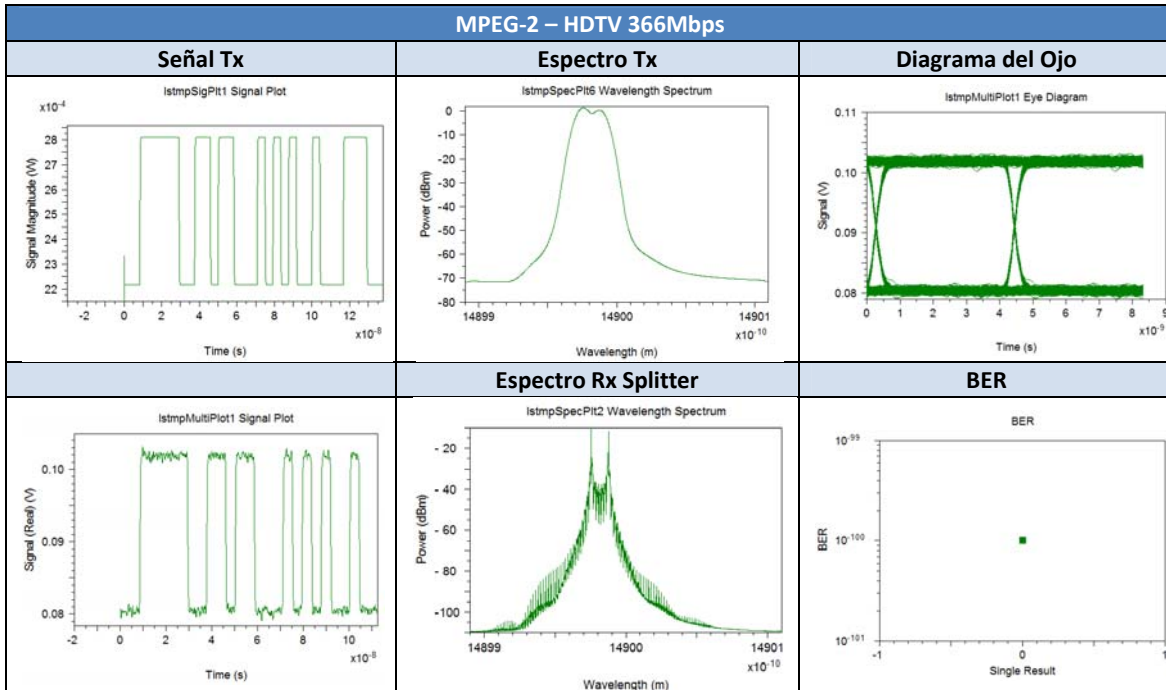 MPEG-2 – HDTV 366Mbps
Señal Tx
Espectro Tx
Diagrama del Ojo
lstmpSigPlt1 Signal Plot
x10-4
28
27
26
25
24
23
22
Signal Magnitude (W)
-2 0 2 4 6 8 10 12
x10-8
Time (s)
lstmpSpecPlt6 Wavelength Spectrum
0
-10
-20
-30
-40
-50
-60
-70
-80
Power (dBm)
14899 14900 14901
x10-10
Wavelength (m)
lstmpMultiPlot1 Eye Diagram
0.11
0.10
0.09
0.08
Signal (V)
0 1 2 3 4 5 6 7 8 9
x10-9
Time (s)
Espectro Rx Splitter
BER
lstmpMultiPlot1 Signal Plot
0.10
0.09
0.08
Signal (Real) (V)
-2 0 2 4 6 8 10
x10-8
Time (s)
lstmpSpecPlt2 Wavelength Spectrum
- 20
- 40
- 60
- 80
-100
Power (dBm)
14899 14900 14901
x10-10
Wavelength (m)
BER
10-99
10-100
10-101
BER
-1 0 1
Single Result